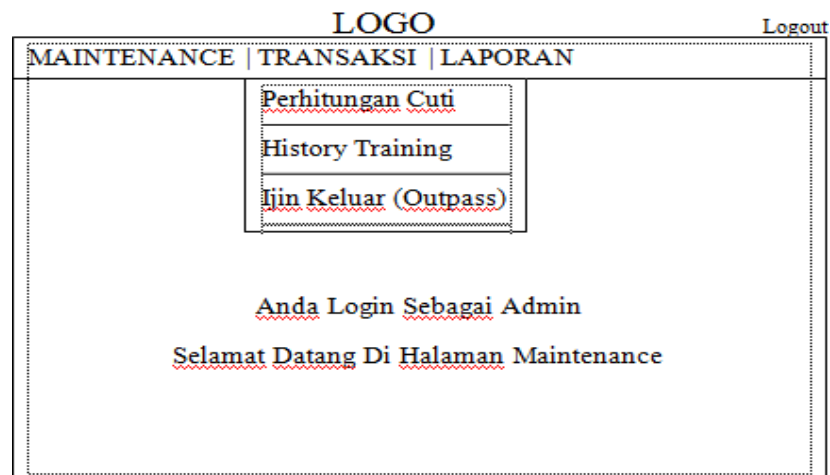 LOGO
Logout
MAINTENANCE | TRANSAKSI | LAPORAN
Perhitungan Cuti
History Training
Ijin Keluar (Outpass)
Anda Login Sebagai Admin
Selamat Datang Di Halaman Maintenance